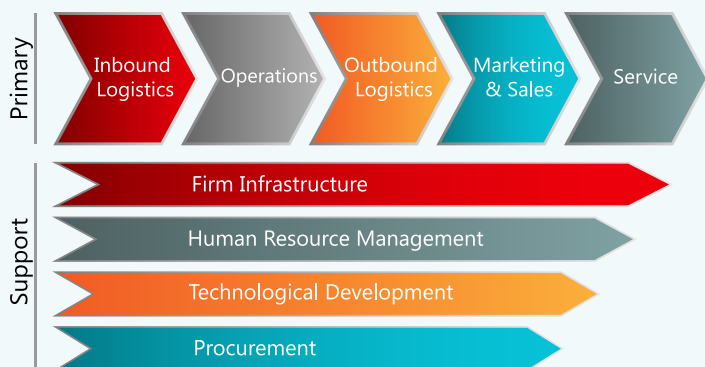 Primary
Inbound
Logistics
Operations
Outbound
Logistics
Marketing
& Sales
Service
Support
Firm Infrastructure
Human Resource Management
Technological Development
Procurement